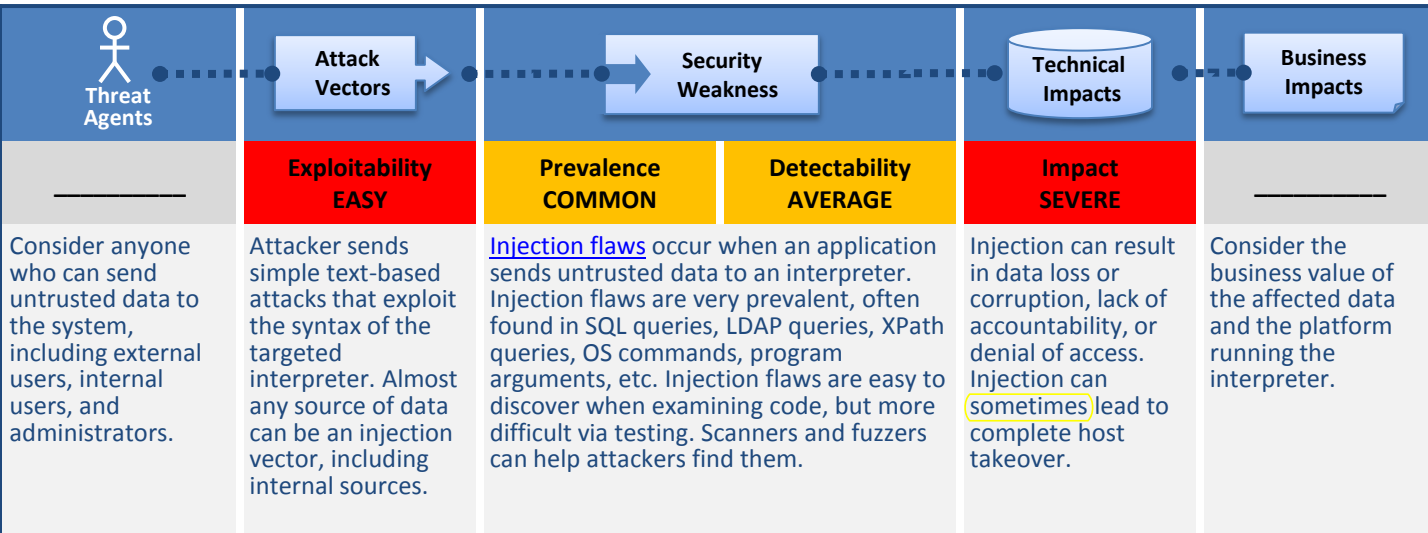 Threat
Agents
Attack
Vectors
Security
Weakness
Technical
Impacts
Business
Impacts
__________
Exploitability
EASY
Prevalence
COMMON
Detectability
AVERAGE
Impact
SEVERE
__________
Consider anyone
who can send
untrusted data to
the system,
including external
users, internal
users, and
administrators.
Attacker sends
simple text-based
attacks that exploit
the syntax of the
targeted
interpreter. Almost
any source of data
can be an injection
vector, including
internal sources.
Injection flaws occur when an application
sends untrusted data to an interpreter.
Injection flaws are very prevalent, often
found in SQL queries, LDAP queries, XPath
queries, OS commands, program
arguments, etc. Injection flaws are easy to
discover when examining code, but more
difficult via testing. Scanners and fuzzers
can help attackers find them.
Injection can result
in data loss or
corruption, lack of
accountability, or
denial of access.
Injection can
sometimes lead to
complete host
takeover.
Consider the
business value of
the affected data
and the platform
running the
interpreter.